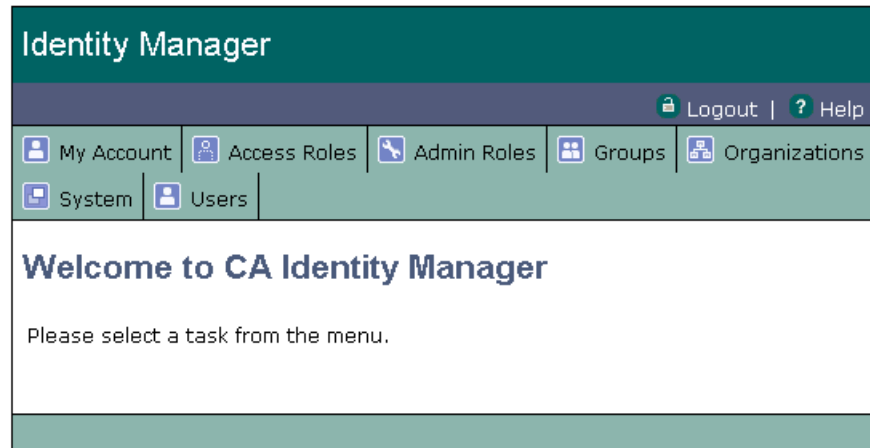 Identity Manager
Logout | ? Help
My Account Access Roles Admin Roles Groups Organizations
System Users
Welcome to CA Identity Manager
Please select a task from the menu.